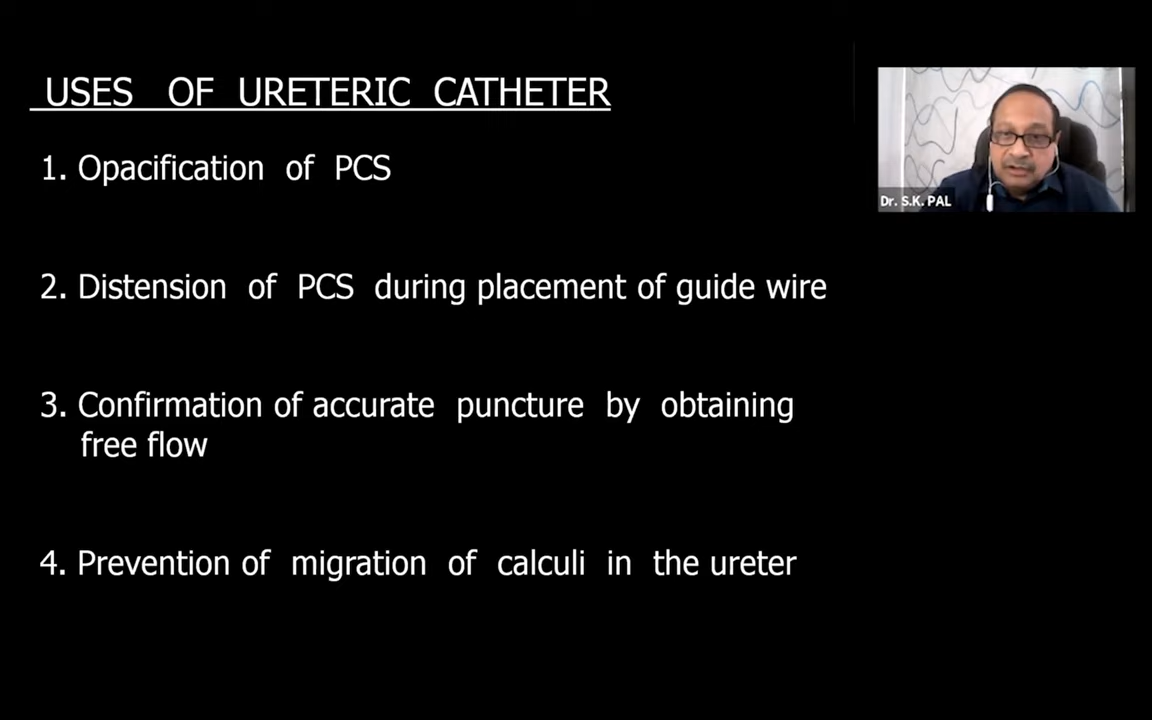 USES OF URETERIC CATHETER
1. Opacification of PCS
2. Distension of PCS during placement of guide wire
3. Confirmation of accurate puncture by obtaining
free flow
4. Prevention of migration of calculi in the ureter
Dr. S.K. PAL